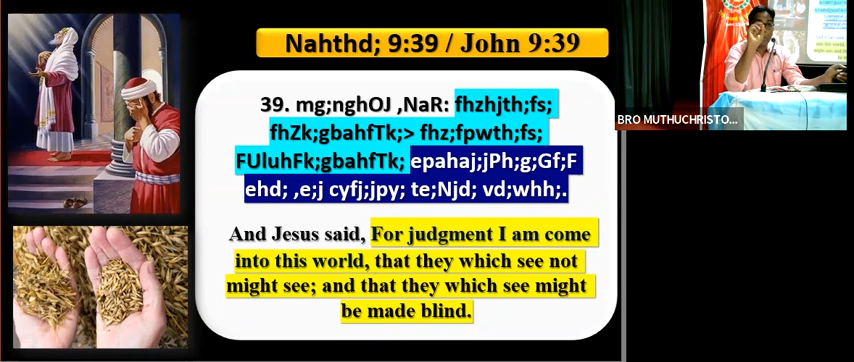 Nahthd; 9:39 / John 9:39
39. mg;nghOJ ,NaR: fhzhjth;fs;
fhZk;gbahfTk;> fhz;fpwth;fs;
FUluhFk;gbahfTk; epahaj;jPh;g;Gf;F
ehd; ,e;j cyfj;jpy; te;Njd; vd;whh;.
And Jesus said, For judgment I am come
into this world, that they which see not
might see; and that they which see might
be made blind.
BRO MUTHUCHRISTO...